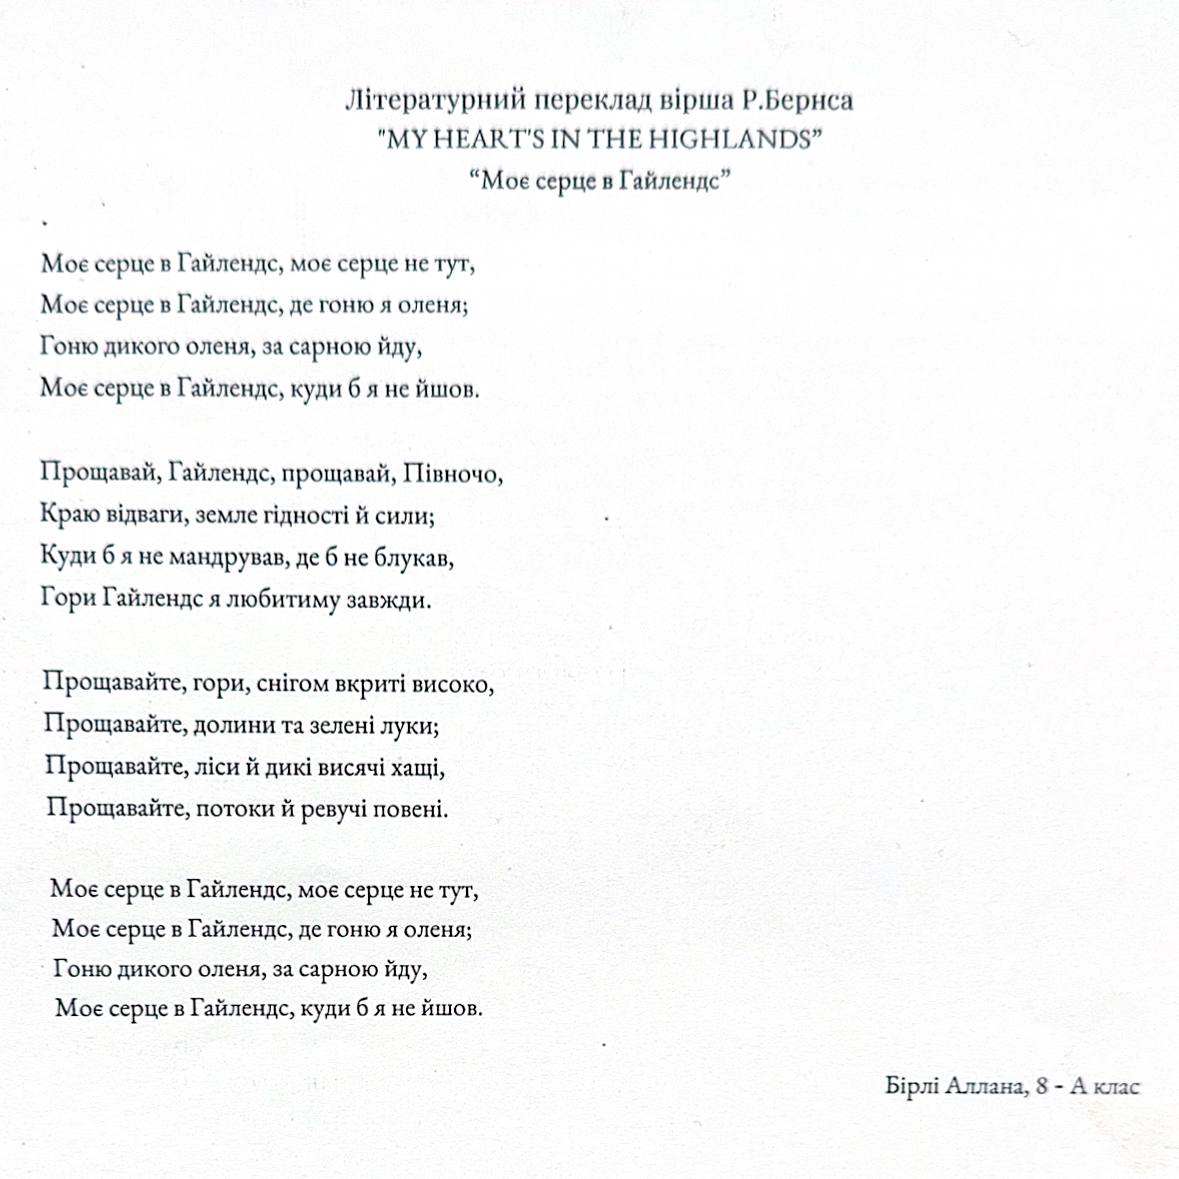 Літературний переклад вірша Р.Бернса
"MY HEART'S IN THE HIGHLANDS”
“Моє серце в Гайлендс”
Моє серце в Гайлендс, моє серце не тут,
Моє серце в Гайлендс, де гоню я оленя;
Гоню дикого оленя, за сарною йду,
Моє серце в Гайлендс, куди б я не йшов.
Прощавай, Гайлендс, прощавай, Північо,
Краю відваги, земле гідності й сили;
Куди б я не мандрував, де б не блукав,
Гори Гайлендс я любитиму завжди.
Прощавайте, гори, снігом вкриті високо,
Прощавайте, долини та зелені луки;
Прощавайте, ліси й дикі висячі хащі,
Прощавайте, потоки й ревучі повені.
Моє серце в Гайлендс, моє серце не тут,
Моє серце в Гайлендс, де гоню я оленя;
Гоню дикого оленя, за сарною йду,
Моє серце в Гайлендс, куди б я не йшов.
Бірлі Аллана, 8 - А клас